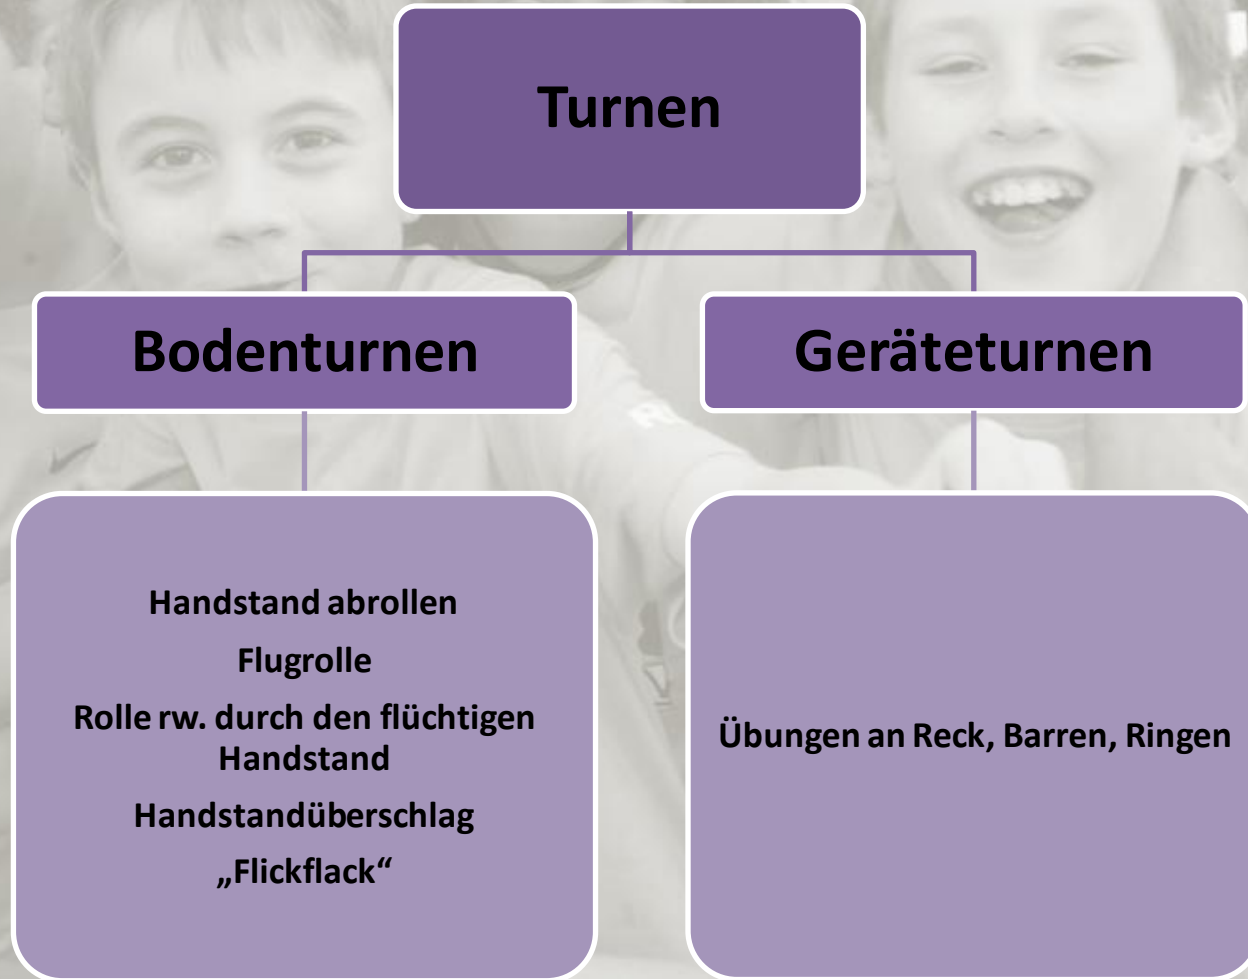 Turnen
Bodenturnen
Geräteturnen
Handstand abrollen
Flugrolle
Rolle rw. durch den flüchtigen
Handstand
Handstandüberschlag
„Flickflack“
Übungen an Reck, Barren, Ringen